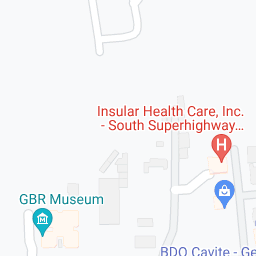 Insular Health Care, Inc.
- South Superhighway...
H
GBR Museum
BDO Cavite - Ge